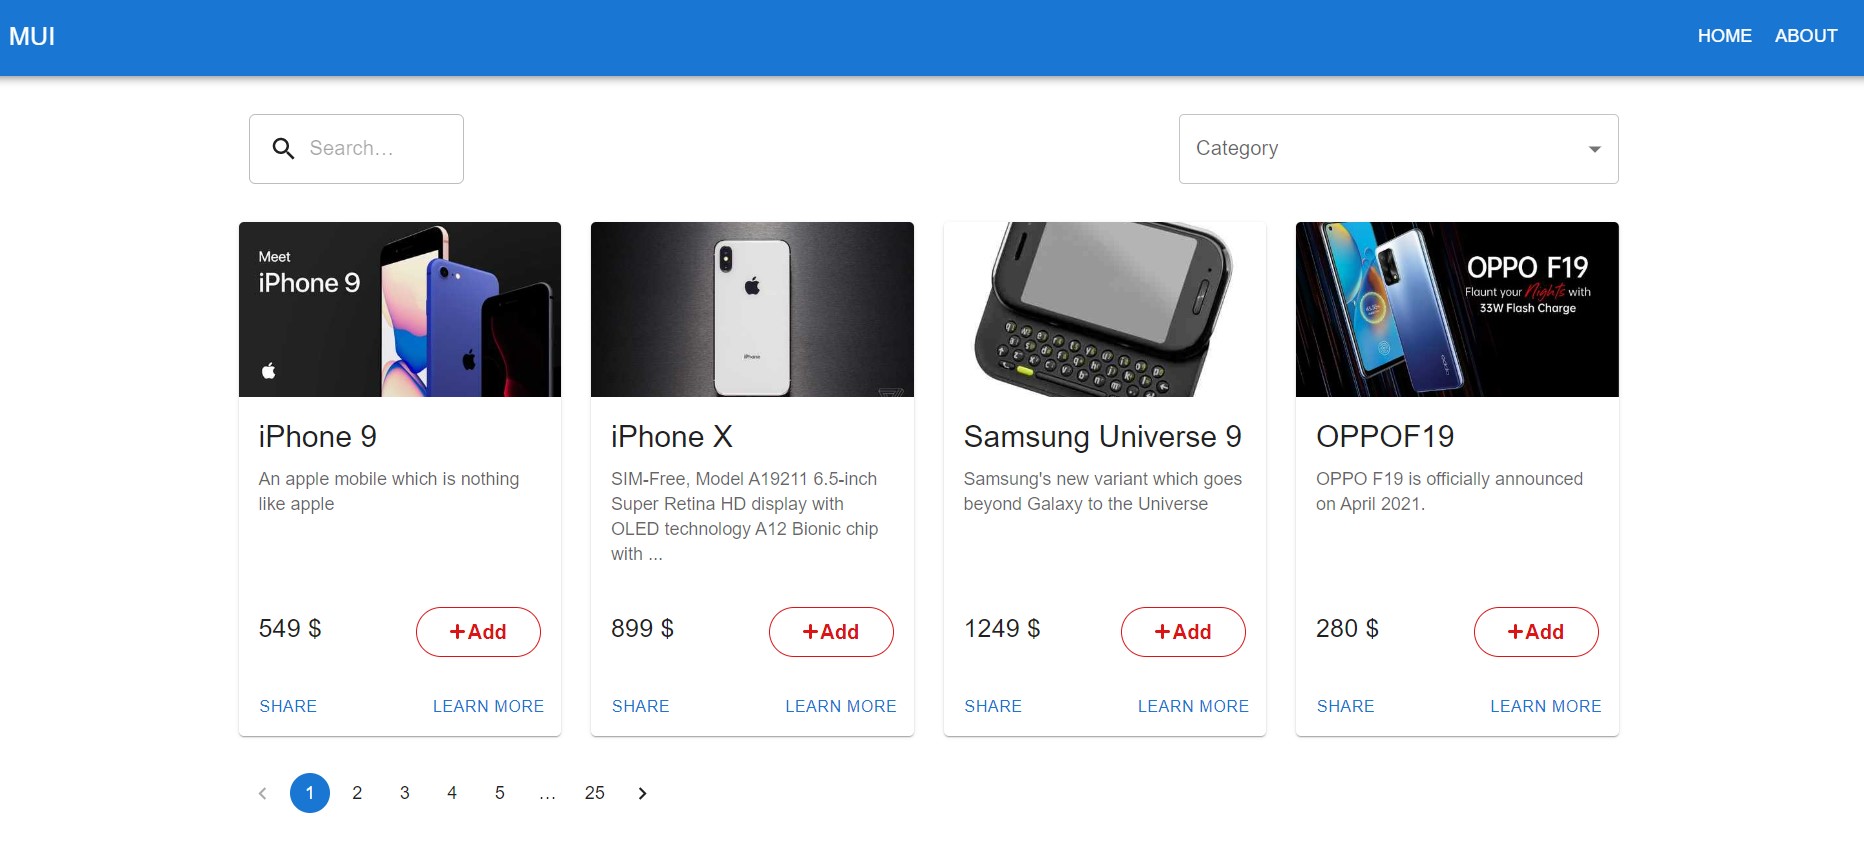 MUI
HOME ABOUT
Search...
Category
Meet
iPhone 9
iPhone
OPPO F19
Flaunt your Nights with
33W Flash Charge
iPhone 9
An apple mobile which is nothing
like apple
549 $
+Add
SHARE
LEARN MORE
iPhone X
SIM-Free, Model A19211 6.5-inch
Super Retina HD display with
OLED technology A12 Bionic chip
with ...
899 $
+Add
SHARE
LEARN MORE
Samsung Universe 9
Samsung's new variant which goes
beyond Galaxy to the Universe
1249 $
+Add
SHARE
LEARN MORE
OPPOF19
OPPO F19 is officially announced
on April 2021.
280 $
+Add
SHARE
LEARN MORE
1 2 3 4 5 ... 25